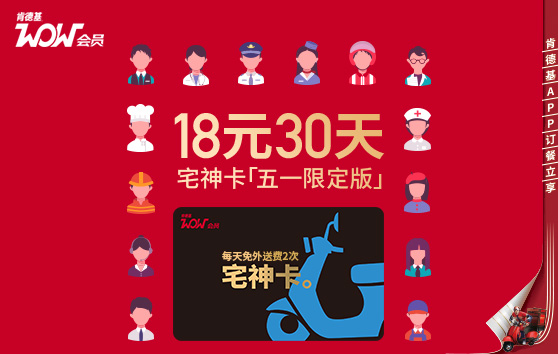 肯德基
WOW会员
18元30天
宅神卡「五一限定版」
肯德基
WOW会员
每天免外送费2次
宅神卡。
肯德基APP订餐立享